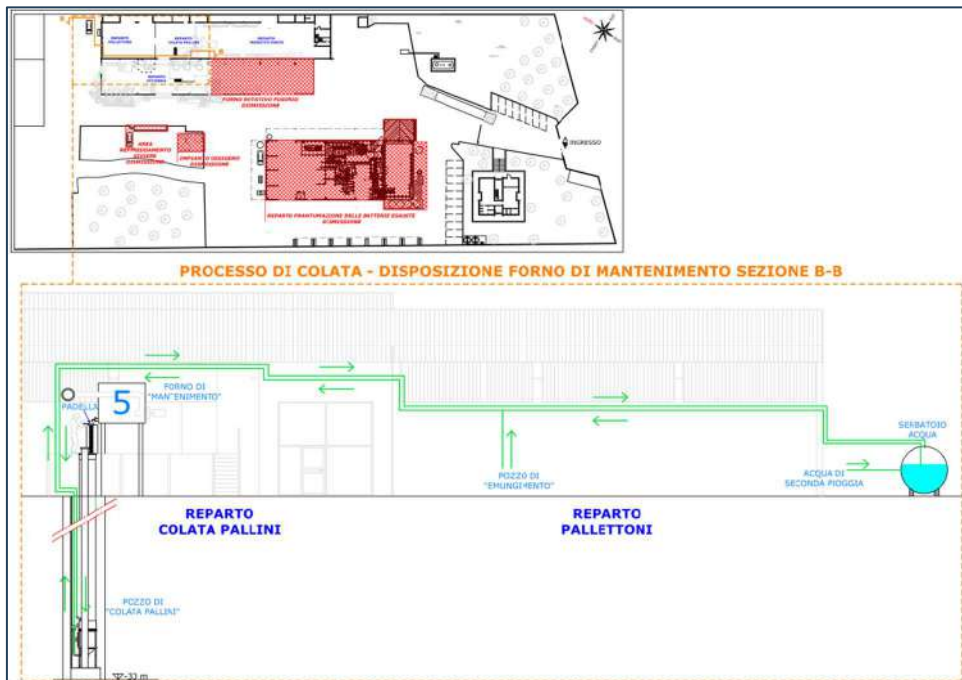 B
REPARTO
PALLETTONI
REPARTO
COLATA PALLINI
REPARTO
B
REPARTO
FORNO ROTATIVO FUSORIO
DISMISSIONE
AREA
RAFFREDDAMENTO
SCORIE
DISMISSIONE
IMPIANTO OSSIGENO
DISMISSIONE
REPARTO FRANTUMAZIONE DELLE BATTERIE ESAUSTE
DISMISSIONE
INGRESSO
PROCESSO DI COLATA - DISPOSIZIONE FORNO DI MANTENIMENTO SEZIONE B-B
FORNO DI
"MANTENIMENTO"
PADELLA
5
SERBATOIO
ACQUA
POZZO DI
"EMUNGIMENTO"
ACQUA DI
SECONDA PIOGGIA
REPARTO
COLATA PALLINI
REPARTO
PALLETTONI
POZZO DI
"COLATA PALLINI"